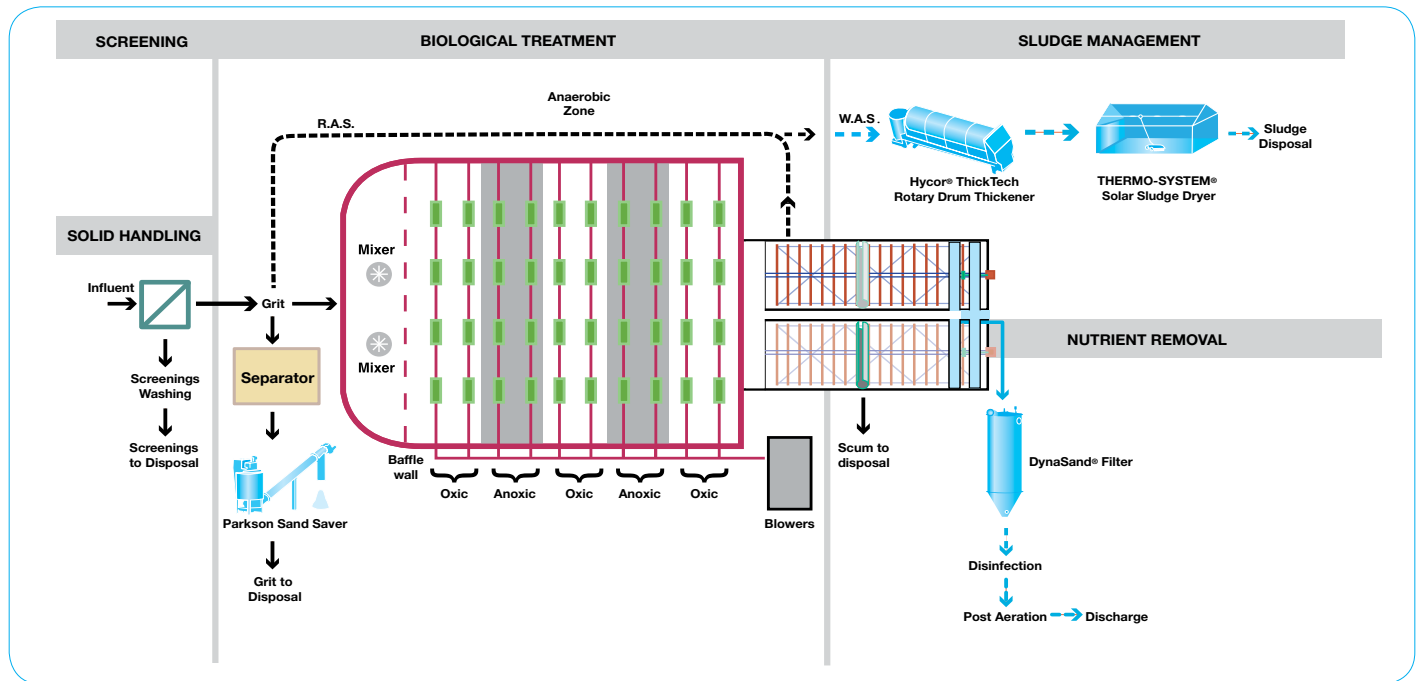 SCREENING
BIOLOGICAL TREATMENT
SLUDGE MANAGEMENT
Anaerobic
Zone
R.A.S.
W.A.S.
Sludge
Disposal
Hycor® ThickTech
Rotary Drum Thickener
THERMO-SYSTEM®
Solar Sludge Dryer
SOLID HANDLING
Influent
Grit
Mixer
Mixer
NUTRIENT REMOVAL
Screenings
Washing
Separator
Screenings
to Disposal
Baffle
wall
Oxic
Anoxic
Oxic
Anoxic
Oxic
Scum to
disposal
DynaSand® Filter
Parkson Sand Saver
Blowers
Grit to
Disposal
Disinfection
Post Aeration
Discharge